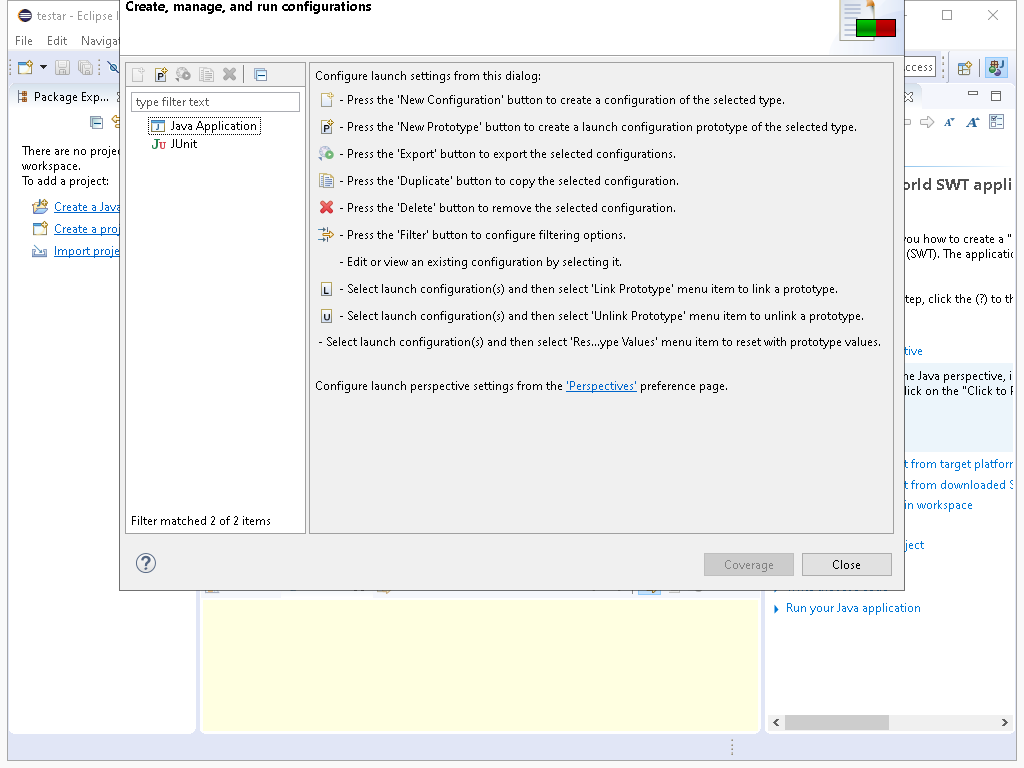 testar - Eclipse I
File Edit Naviga
Create, manage, and run configurations
ccess
Package Exp...
There are no proje
workspace.
To add a project:
Create a Java
Create a proj
Import proje
type filter text
Java Application
JUnit
Filter matched 2 of 2 items
Configure launch settings from this dialog:
- Press the 'New Configuration' button to create a configuration of the selected type.
- Press the 'New Prototype' button to create a launch configuration prototype of the selected type.
- Press the 'Export' button to export the selected configurations.
- Press the 'Duplicate' button to copy the selected configuration.
- Press the 'Delete' button to remove the selected configuration.
- Press the 'Filter' button to configure filtering options.
- Edit or view an existing configuration by selecting it.
L - Select launch configuration(s) and then select 'Link Prototype' menu item to link a prototype.
U - Select launch configuration(s) and then select 'Unlink Prototype' menu item to unlink a prototype.
- Select launch configuration(s) and then select 'Res...ype Values' menu item to reset with prototype values.
Configure launch perspective settings from the 'Perspectives' preference page.
Coverage
Close
orld SWT appli
you how to create a "
(SWT). The applicatio
tep, click the (?) to th
tive
he Java perspective, i
lick on the "Click to P
t from target platforr
t from downloaded S
in workspace
ject
Run your Java application